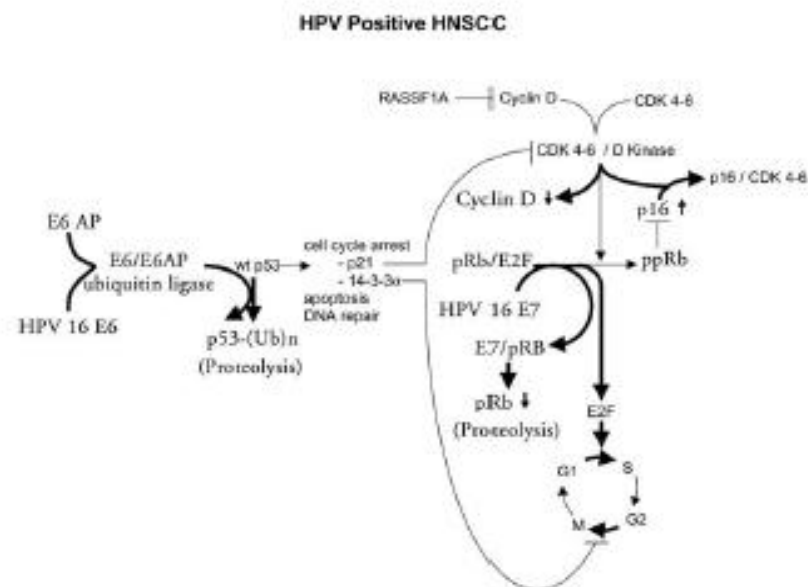 HPV Positive HNSCC
RASSF1A
Cyclin D
CDK 4-6
CDK 4-6 / D Kinase
p16 / CDK 4-6
Cyclin D
p16
E6 AP
E6/E6AP
ubiquitin ligase
HPV 16 E6
wt p53
p53-(Ub)n
(Proteolysis)
cell cycle arrest
- p21
- 14-3-3σ
apoptosis
DNA repair
pRb/E2F
ppRb
HPV 16 E7
E7/pRB
pRb
(Proteolysis)
E2F
G1
S
G2
M